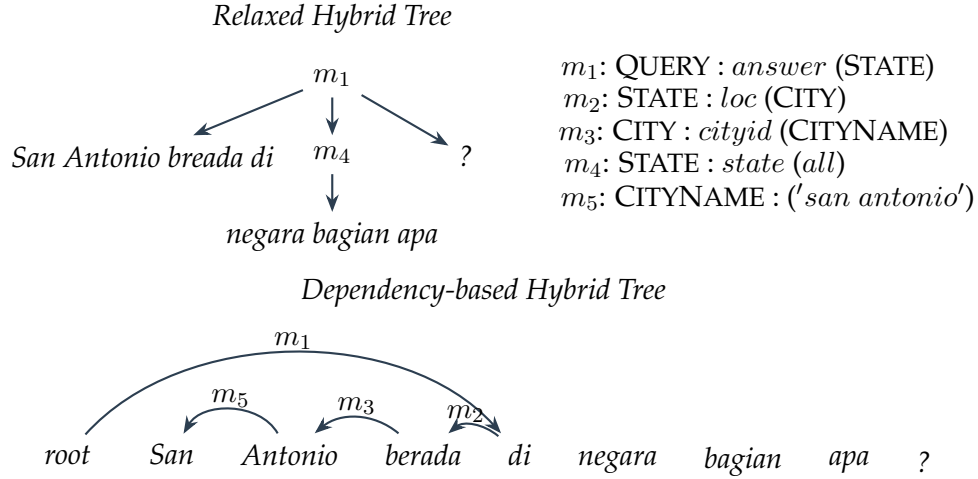 Relaxed Hybrid Tree
m₁
San Antonio breada di m₄ ?
negara bagian apa
m₁: QUERY : answer (STATE)
m₂: STATE : loc (CITY)
m₃: CITY : cityid (CITYNAME)
m₄: STATE : state (all)
m₅: CITYNAME : ('san antonio')
Dependency-based Hybrid Tree
m₁
m₅ m₃ m₂
root San Antonio berada di negara bagian apa ?